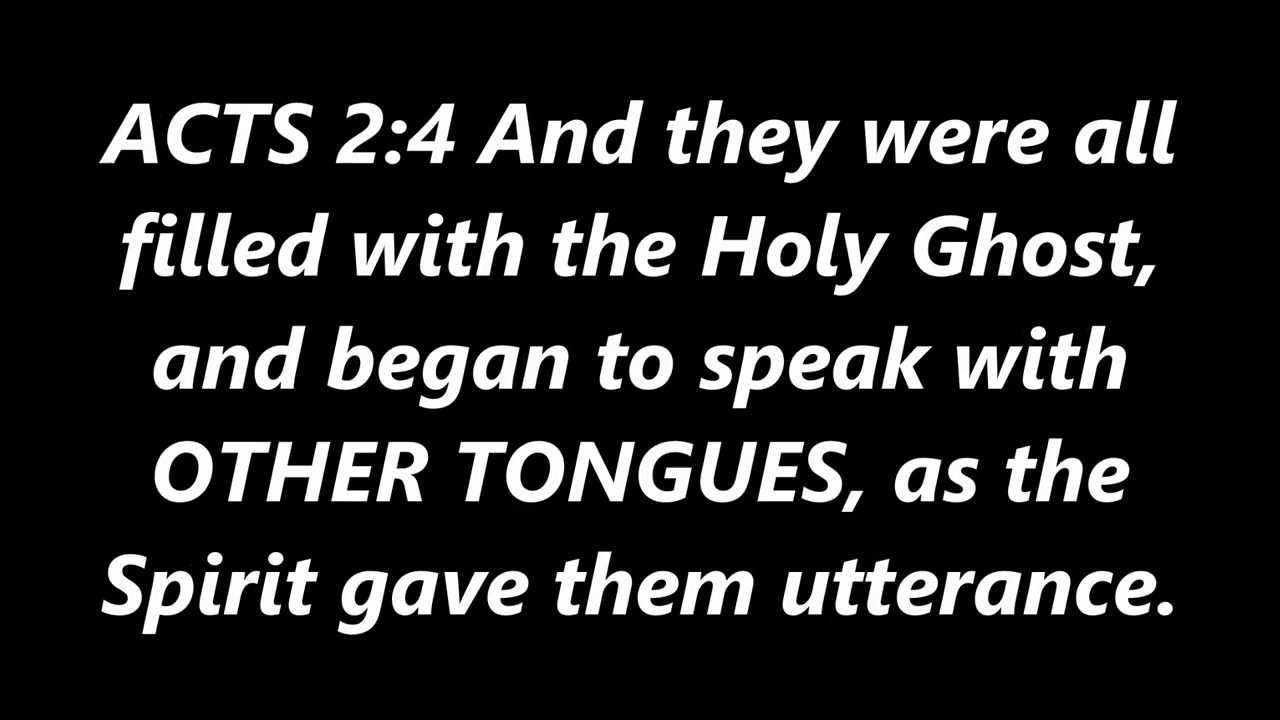 ACTS 2:4 And they were all
filled with the Holy Ghost,
and began to speak with
OTHER TONGUES, as the
Spirit gave them utterance.